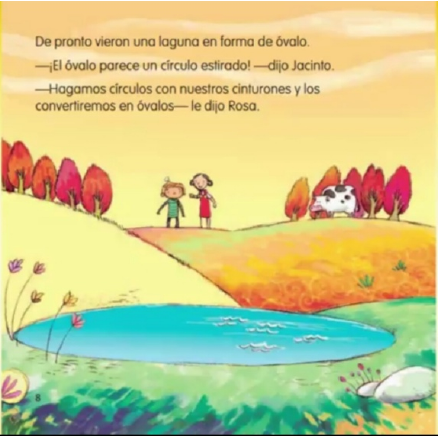 De pronto vieron una laguna en forma de óvalo.
—¡El óvalo parece un círculo estirado! —dijo Jacinto.
—Hagamos círculos con nuestros cinturones y los
convertiremos en óvalos— le dijo Rosa.
8